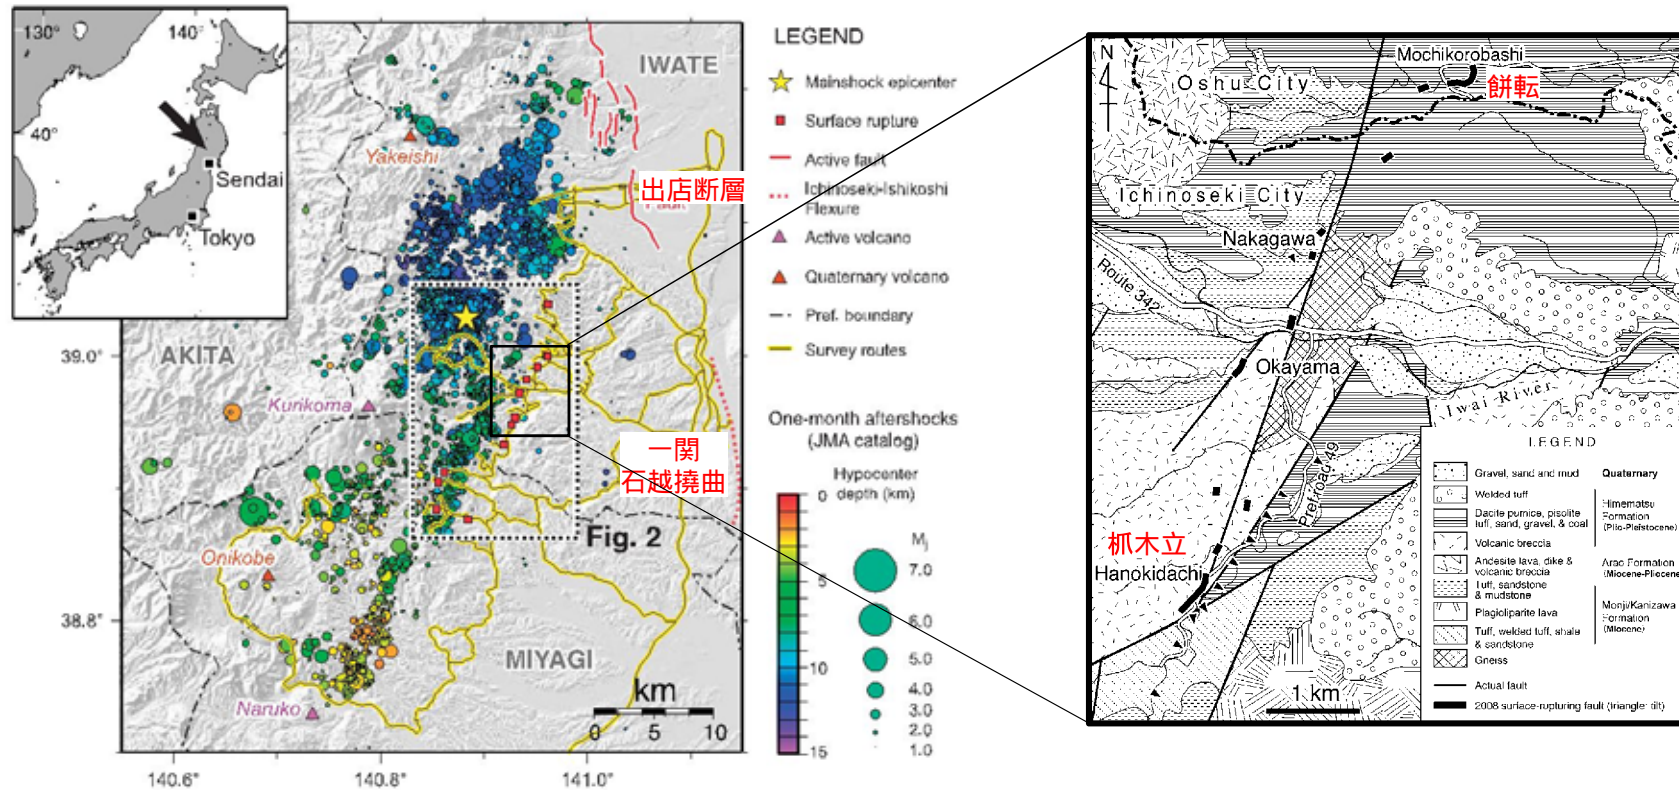 130°
140°
40°
Sendai
Tokyo
IWATE
Yakeishi
出店断層
AKITA
39.0°
Kurikoma
一関
石越撓曲
Fig. 2
Onikobe
38.8°
MIYAGI
Naruko
km
0 5 10
140.6°
140.8°
141.0°
LEGEND
Mainshock epicenter
Surface rupture
Active fault
Ichinoseki-Ishikoshi
Flexure
Active volcano
Quaternary volcano
Pref. boundary
Survey routes
One-month aftershocks
(JMA catalog)
Hypocenter
depth (km)
0
5
10
15
Mj
7.0
6.0
5.0
4.0
3.0
2.0
1.0
N
Mochikorobashi
餅転
Oshu City
Ichinoseki City
Nakagawa
Route 342
Okayama
Iwai River
Pref. road 49
枛木立
Hanokidachi
1 km
LEGEND
Gravel, sand and mud
Quaternary
Welded tuff
Dacite pumice, pisolite
tuff, sand, gravel, & coal
Himematsu
Formation
(Plio-Pleistocene)
Volcanic breccia
Andesite lava, dike &
volcanic breccia
Arao Formation
(Miocene-Pliocene)
Tuff, sandstone
& mudstone
Plagioliparite lava
Monji/Kanizawa
Formation
(Miocene)
Tuff, welded tuff, shale
& sandstone
Gneiss
Actual fault
2008 surface-rupturing fault (triangle: tilt)